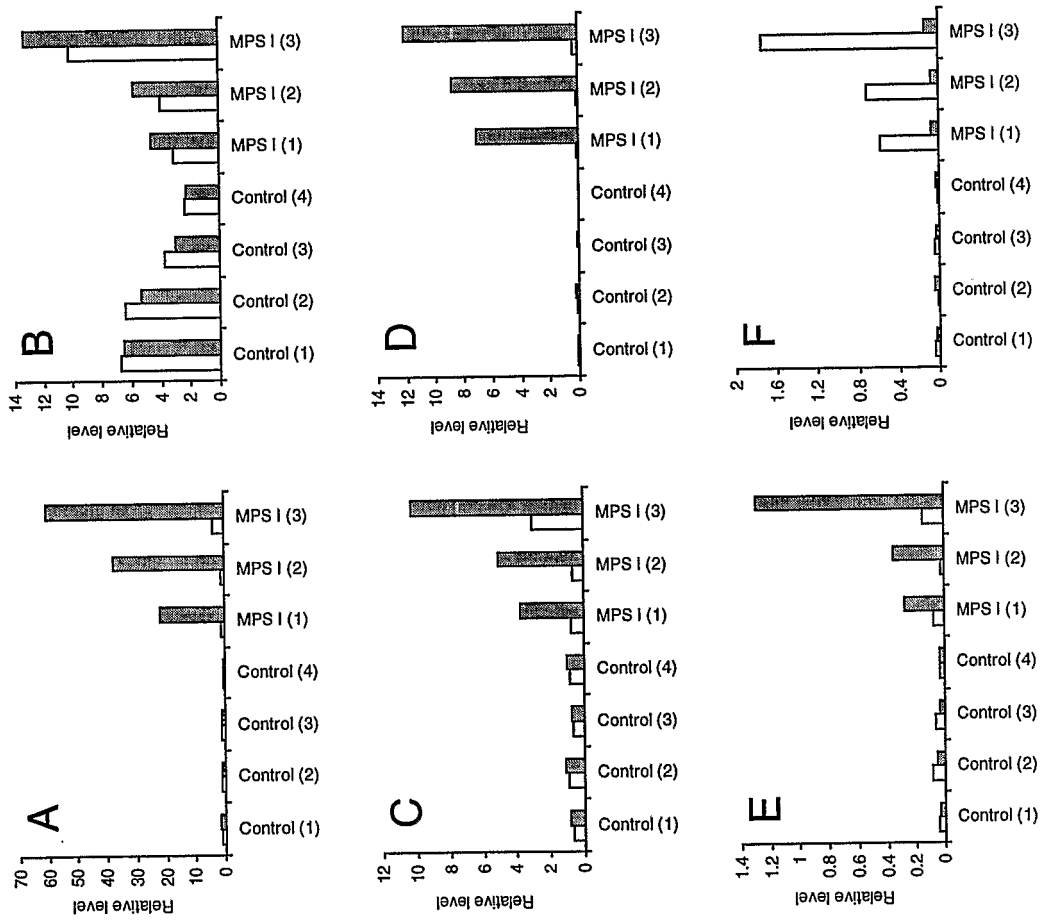 A
Relative level
70
60
50
40
30
20
10
0
Control (1)
Control (2)
Control (3)
Control (4)
MPS I (1)
MPS I (2)
MPS I (3)
B
Relative level
14
12
10
8
6
4
2
0
Control (1)
Control (2)
Control (3)
Control (4)
MPS I (1)
MPS I (2)
MPS I (3)
C
Relative level
12
10
8
6
4
2
0
Control (1)
Control (2)
Control (3)
Control (4)
MPS I (1)
MPS I (2)
MPS I (3)
D
Relative level
14
12
10
8
6
4
2
0
Control (1)
Control (2)
Control (3)
Control (4)
MPS I (1)
MPS I (2)
MPS I (3)
E
Relative level
1.4
1.2
1
0.8
0.6
0.4
0.2
0
Control (1)
Control (2)
Control (3)
Control (4)
MPS I (1)
MPS I (2)
MPS I (3)
F
Relative level
2
1.6
1.2
0.8
0.4
0
Control (1)
Control (2)
Control (3)
Control (4)
MPS I (1)
MPS I (2)
MPS I (3)